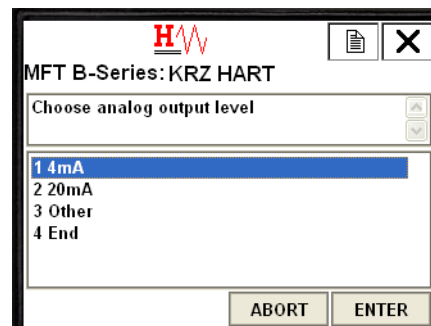 H
MFT B-Series: KRZ HART
Choose analog output level
1 4mA
2 20mA
3 Other
4 End
ABORT
ENTER